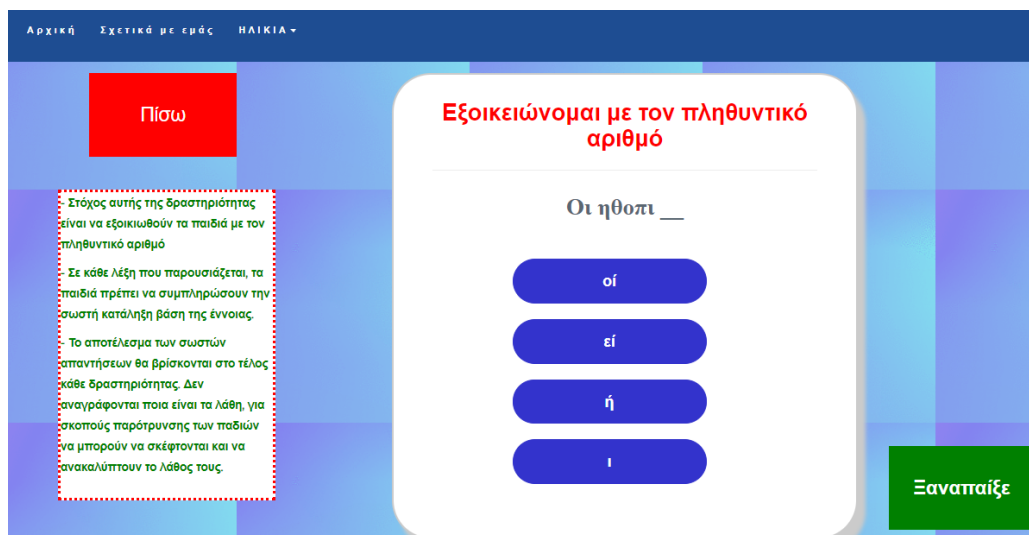 Αρχική Σχετικά με εμάς ΗΛΙΚΙΑ
Πίσω
- Στόχος αυτής της δραστηριότητας
είναι να εξοικιωθούν τα παιδιά με τον
πληθυντικό αριθμό
- Σε κάθε λέξη που παρουσιάζεται, τα
παιδιά πρέπει να συμπληρώσουν την
σωστή κατάληξη βάση της έννοιας.
- Το αποτέλεσμα των σωστών
απαντήσεων θα βρίσκονται στο τέλος
κάθε δραστηριότητας. Δεν
αναγράφονται ποια είναι τα λάθη, για
σκοπούς παρότρυνσης των παδιών
να μπορούν να σκέφτονται και να
ανακαλύπτουν το λάθος τους.
Εξοικειώνομαι με τον πληθυντικό
αριθμό
Οι ηθοπι __
οί
εί
ή
ι
Ξαναπαίξε